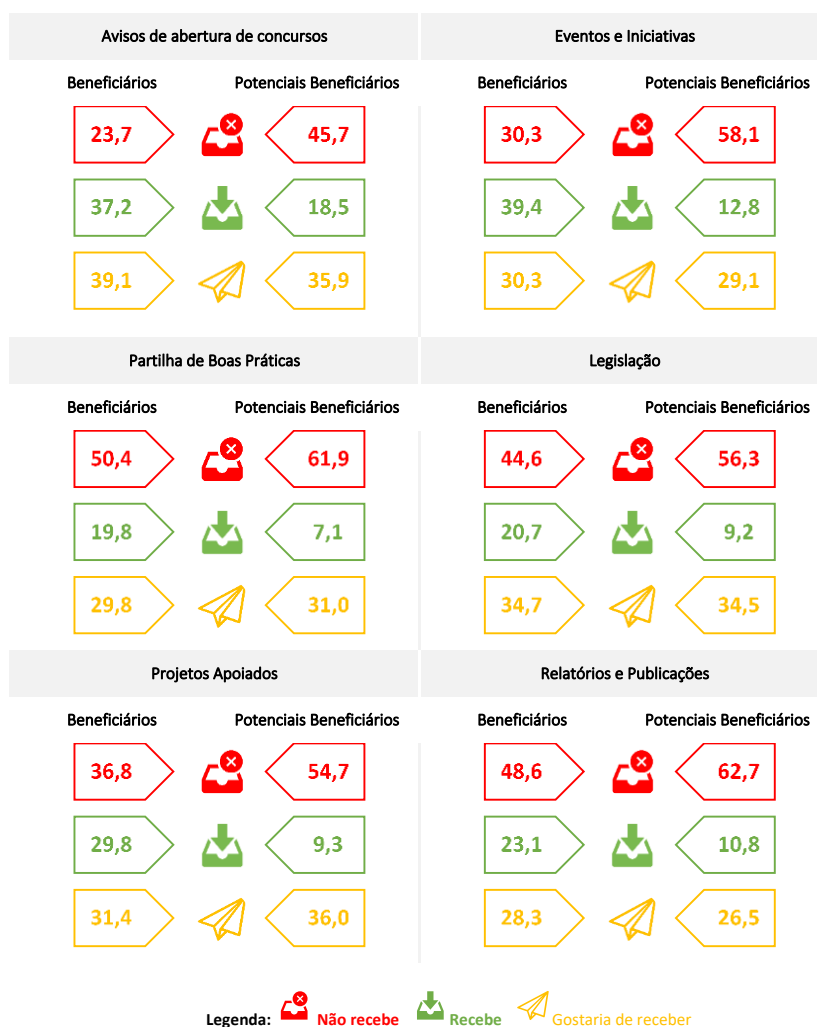 Avisos de abertura de concursos
Eventos e Iniciativas
Beneficiários Potenciais Beneficiários
Beneficiários Potenciais Beneficiários
23,7 45,7
30,3 58,1
37,2 18,5
39,4 12,8
39,1 35,9
30,3 29,1
Partilha de Boas Práticas
Legislação
Beneficiários Potenciais Beneficiários
Beneficiários Potenciais Beneficiários
50,4 61,9
44,6 56,3
19,8 7,1
20,7 9,2
29,8 31,0
34,7 34,5
Projetos Apoiados
Relatórios e Publicações
Beneficiários Potenciais Beneficiários
Beneficiários Potenciais Beneficiários
36,8 54,7
48,6 62,7
29,8 9,3
23,1 10,8
31,4 36,0
28,3 26,5
Legenda: Não recebe Recebe Gostaria de receber